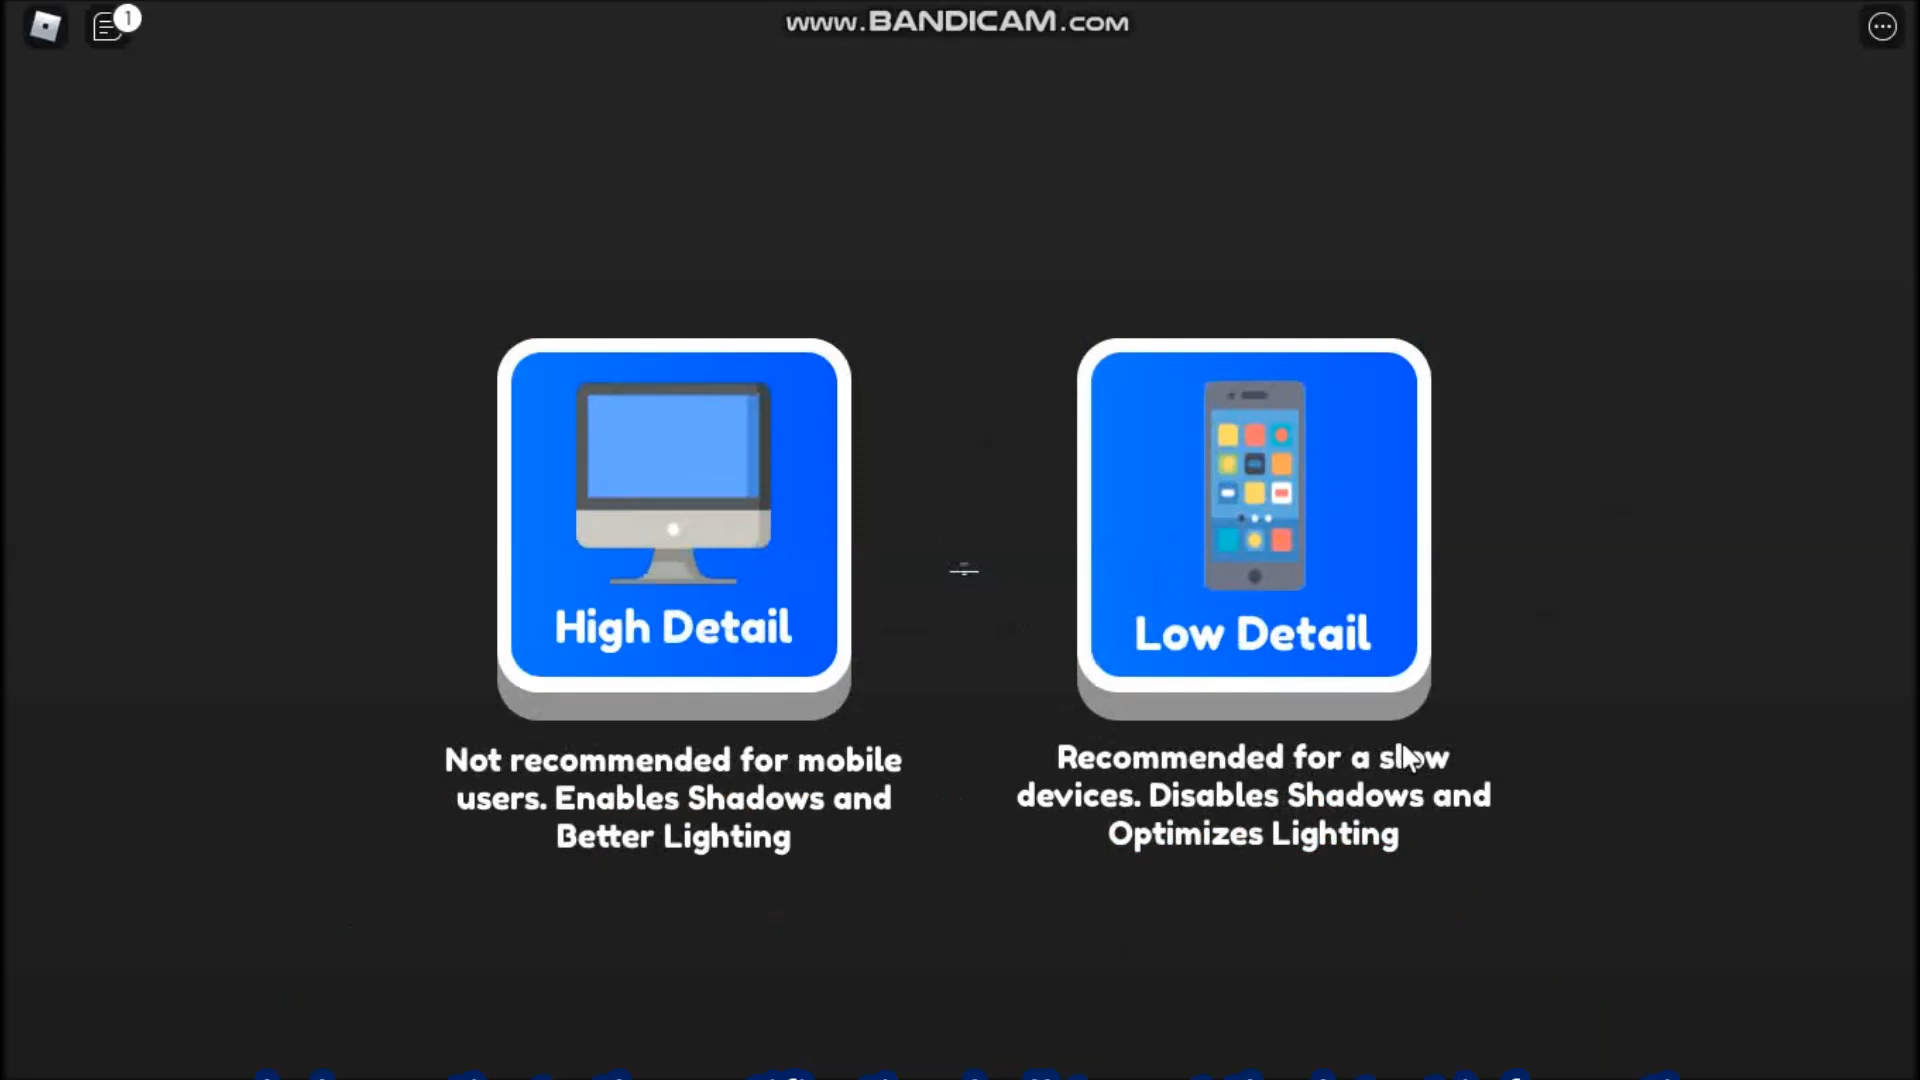 1
www.BANDICAM.com
High Detail
Low Detail
Not recommended for mobile
users. Enables Shadows and
Better Lighting
Recommended for a slow
devices. Disables Shadows and
Optimizes Lighting